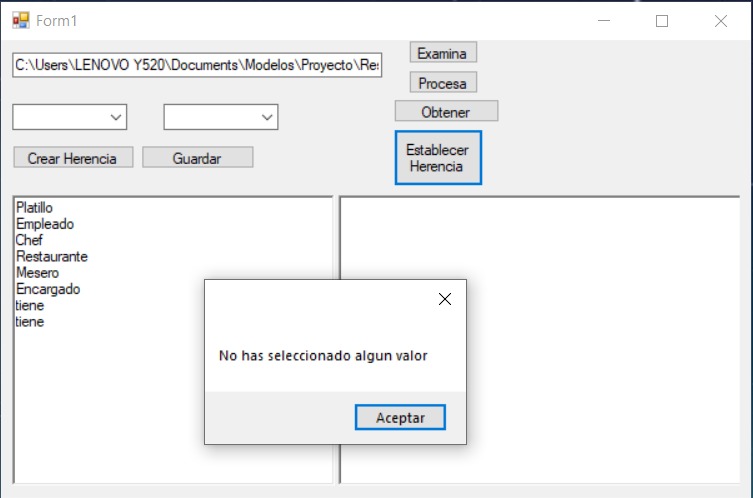 Form1
C:\Users\LENOVO Y520\Documents\Modelos\Proyecto\Res
Examina
Procesa
Obtener
Crear Herencia
Guardar
Establecer
Herencia
Platillo
Empleado
Chef
Restaurante
Mesero
Encargado
tiene
tiene
No has seleccionado algun valor
Aceptar